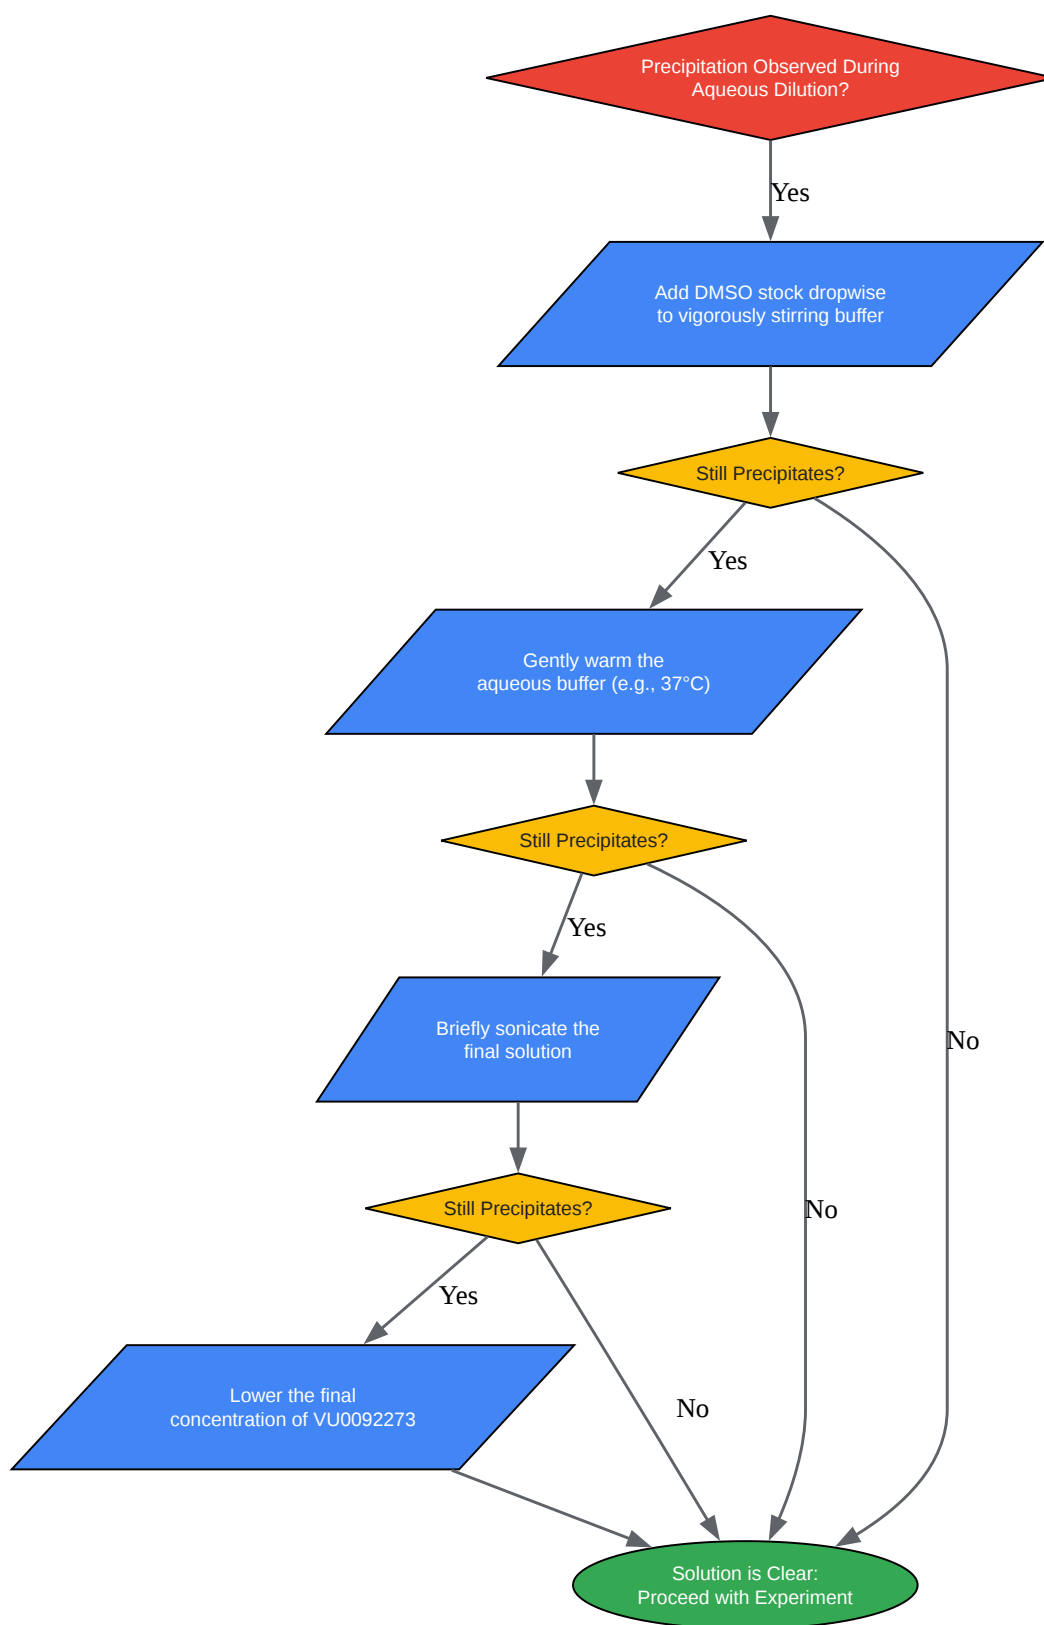 Precipitation Observed During
Aqueous Dilution?
Yes
Add DMSO stock dropwise
to vigorously stirring buffer
Still Precipitates?
Yes
Gently warm the
aqueous buffer (e.g., 37°C)
Still Precipitates?
Yes
Briefly sonicate the
final solution
No
Still Precipitates?
No
Yes
Lower the final
concentration of VU0092273
No
Solution is Clear:
Proceed with Experiment